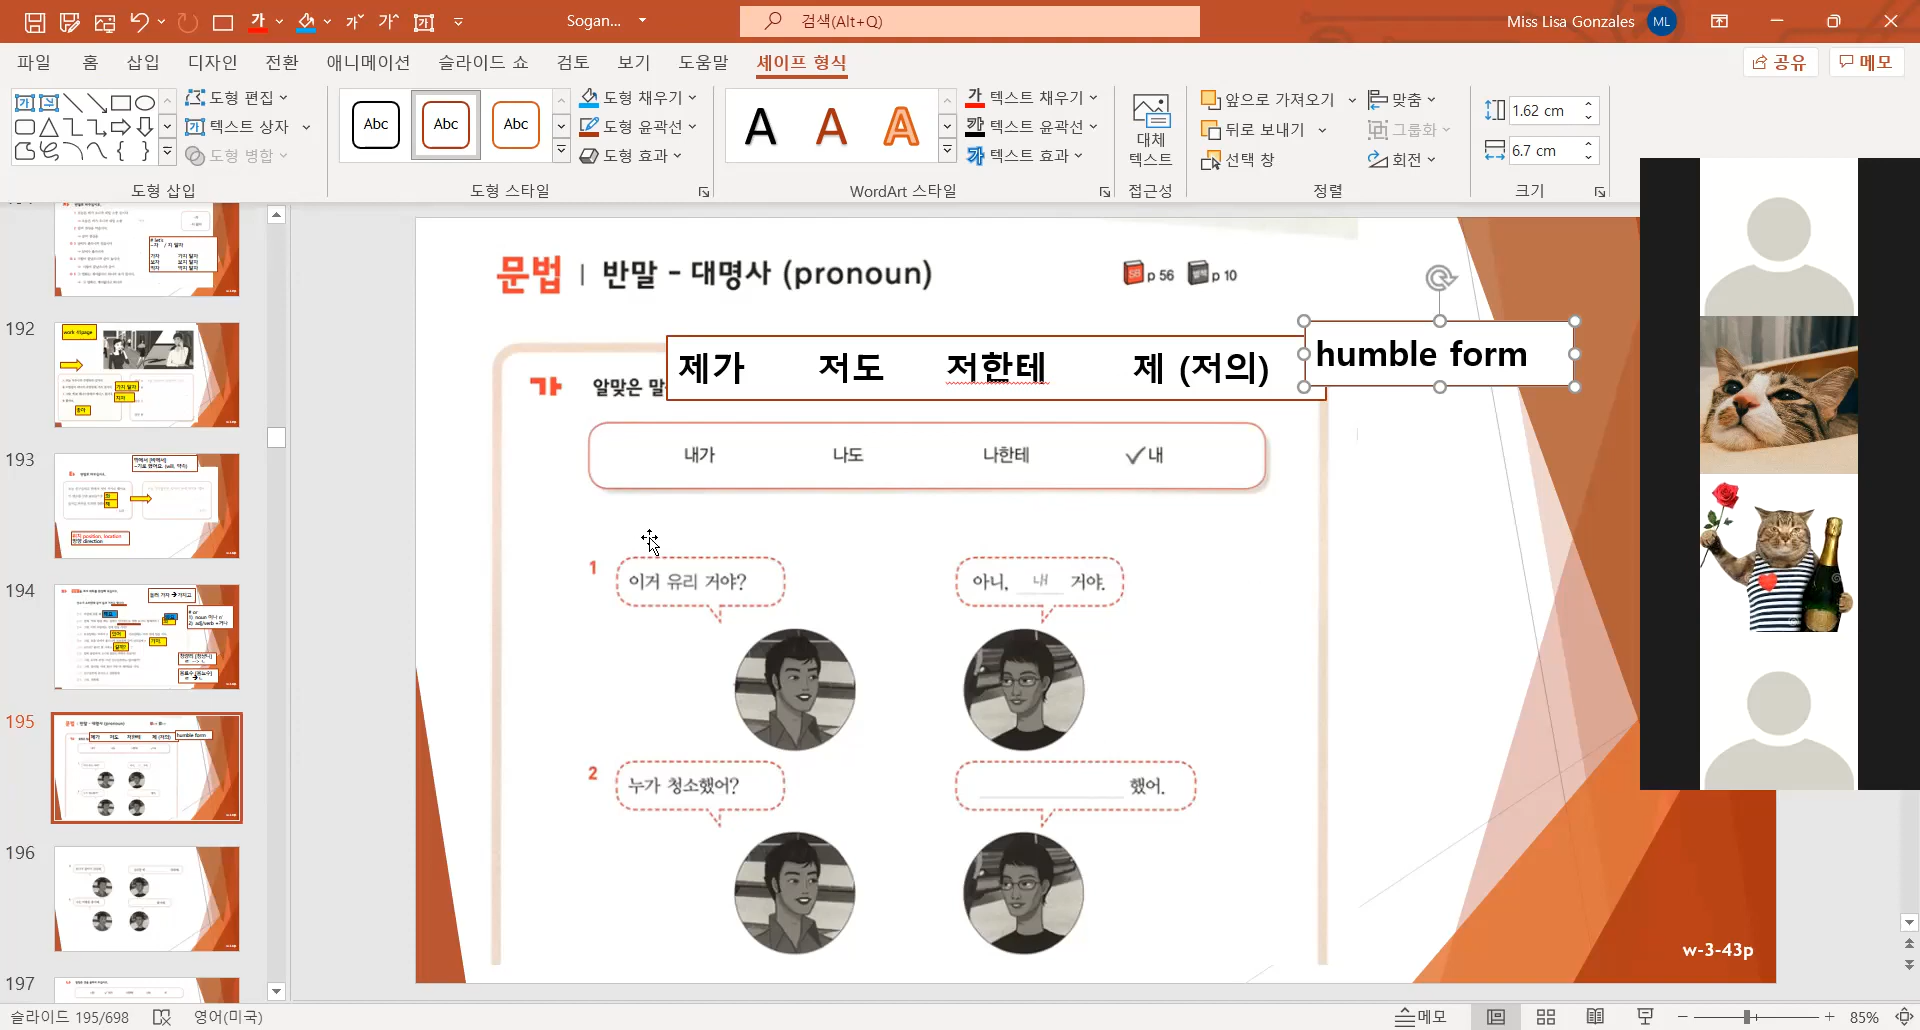 Sogan...
검색(Alt+Q)
Miss Lisa Gonzales
ML
파일 홈 삽입 디자인 전환 애니메이션 슬라이드 쇼 검토 보기 도움말 셰이프 형식
공유
메모
도형 편집
텍스트 상자
도형 병합
도형 삽입
Abc Abc Abc
도형 채우기
도형 윤곽선
도형 효과
도형 스타일
A A A
텍스트 채우기
텍스트 윤곽선
텍스트 효과
WordArt 스타일
대체
텍스트
접근성
앞으로 가져오기
뒤로 보내기
선택 창
맞춤
그룹화
회전
정렬
1.62 cm
6.7 cm
크기
192
193
194
195
196
197
문법 | 반말 - 대명사 (pronoun)
p 56
p 10
가 알맞은 말
제가 저도 저한테 제 (저의)
humble form
내가 나도 나한테 ✓내
1 이거 유리 거야?
아니, 내 거야.
2 누가 청소했어?
했어.
w-3-43p
슬라이드 195/698
영어(미국)
메모
85%